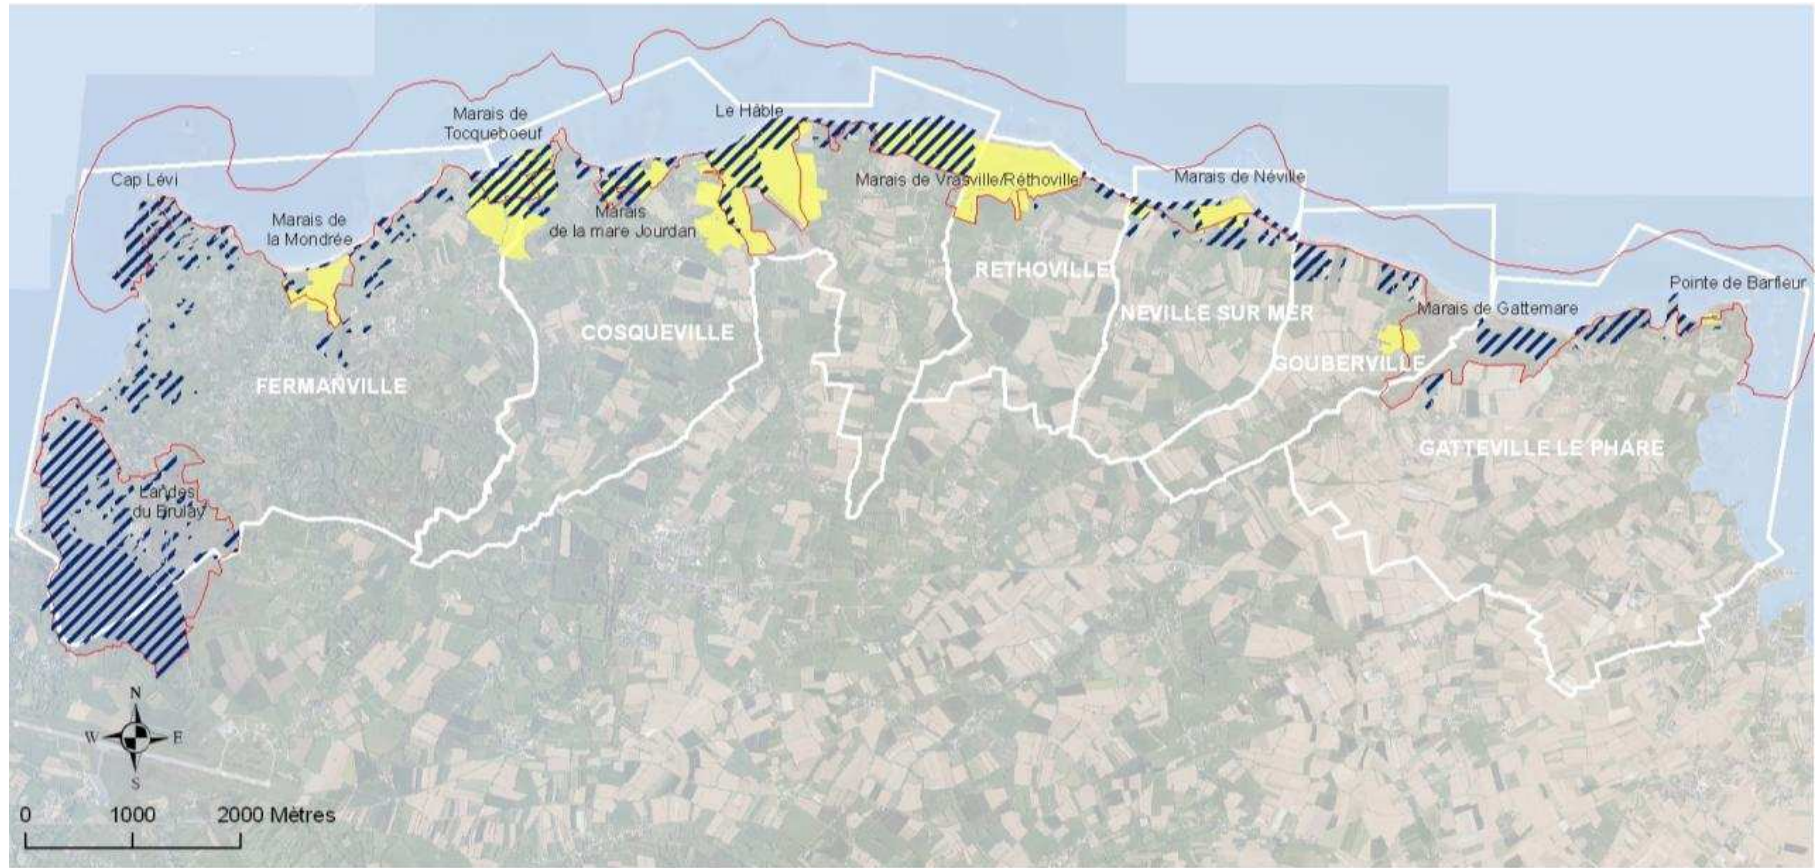 Marais de
Tocqueboeuf
Le Hâble
Cap Lévi
Marais de
la Mondrée
Marais
de la mare Jourdan
Marais de Vrasville/Réthoville
Marais de Néville
Pointe de Barfleur
Marais de Gattemare
RETHOVILLE
NEVILLE SUR MER
COSQUEVILLE
GOUBERVILLE
FERMANVILLE
GATTEVILLE LE PHARE
Landes
du Brulay
N
W E
S
0 1000 2000 Mètres